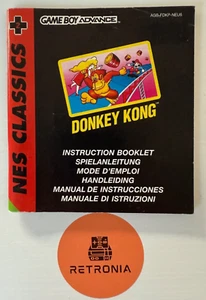 GAME BOY ADVANCE
AGB-FDKP-NEU6
NES CLASSICS
DONKEY KONG
INSTRUCTION BOOKLET
SPIELANLEITUNG
MODE D'EMPLOI
HANDLEIDING
MANUAL DE INSTRUCCIONES
MANUALE DI ISTRUZIONI
RETRONIA